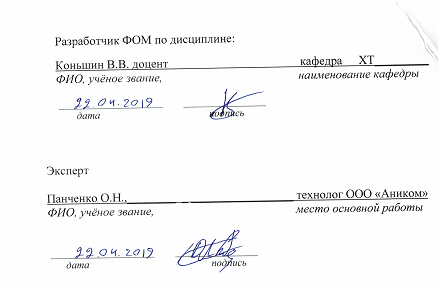 Разработчик ФОМ по дисциплине:
Коньшин В.В. доцент кафедра ХТ
ФИО, учёное звание, наименование кафедры
22.04.2019
дата подпись
Эксперт
Панченко О.Н., технолог ООО «Аником»
ФИО, учёное звание, место основной работы
22.04.2019
дата подпись